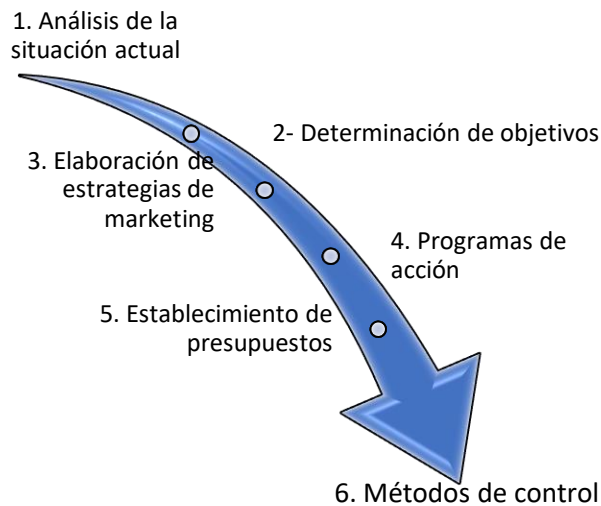 1. Análisis de la
situación actual
2- Determinación de objetivos
3. Elaboración de
estrategias de
marketing
4. Programas de
acción
5. Establecimiento de
presupuestos
6. Métodos de control